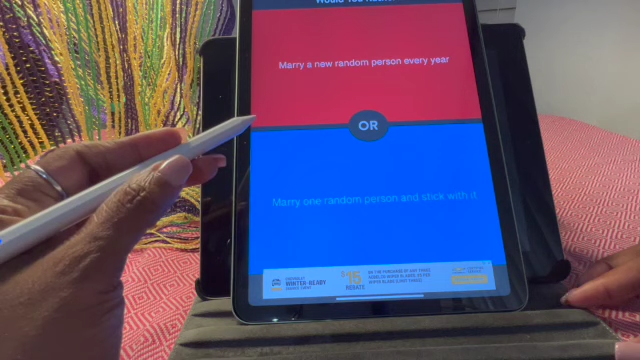 Would You Rather
Marry a new random person every year
OR
Marry one random person and stick with it
WINTER-READY
$15
REBATE